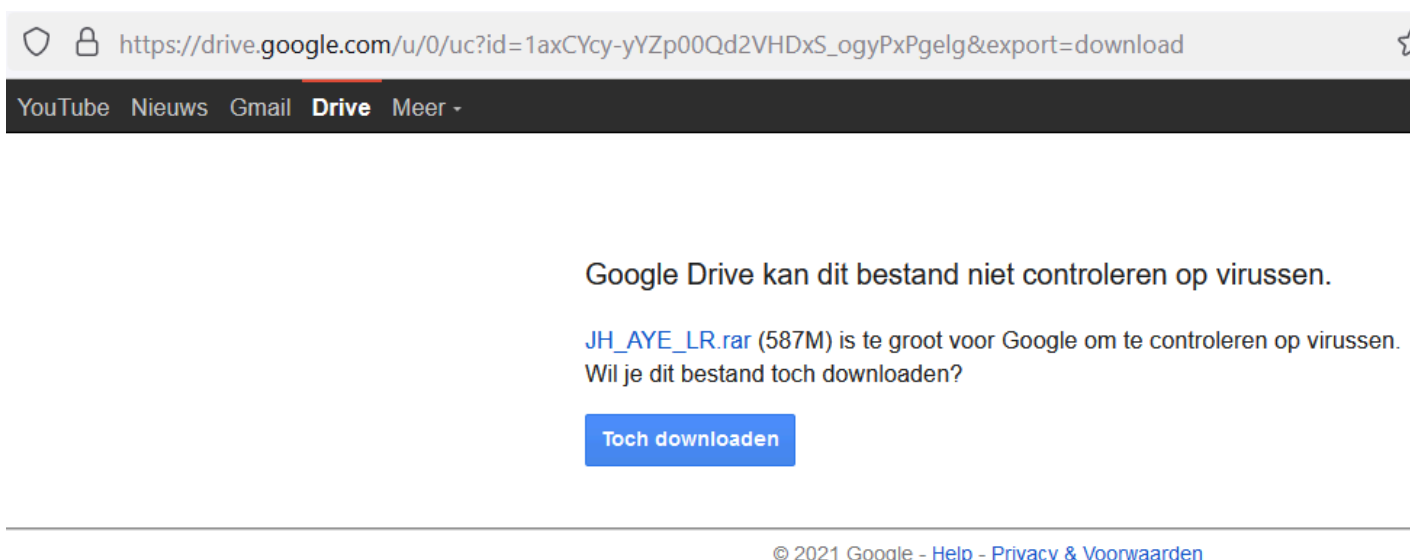 https://drive.google.com/u/0/uc?id=1axCYcy-yYZp00Qd2VHDxS_ogyPxPgelg&export=download
YouTube Nieuws Gmail Drive Meer
Google Drive kan dit bestand niet controleren op virussen.
JH_AYE_LR.rar (587M) is te groot voor Google om te controleren op virussen.
Wil je dit bestand toch downloaden?
Toch downloaden
© 2021 Google - Help - Privacy & Voorwaarden